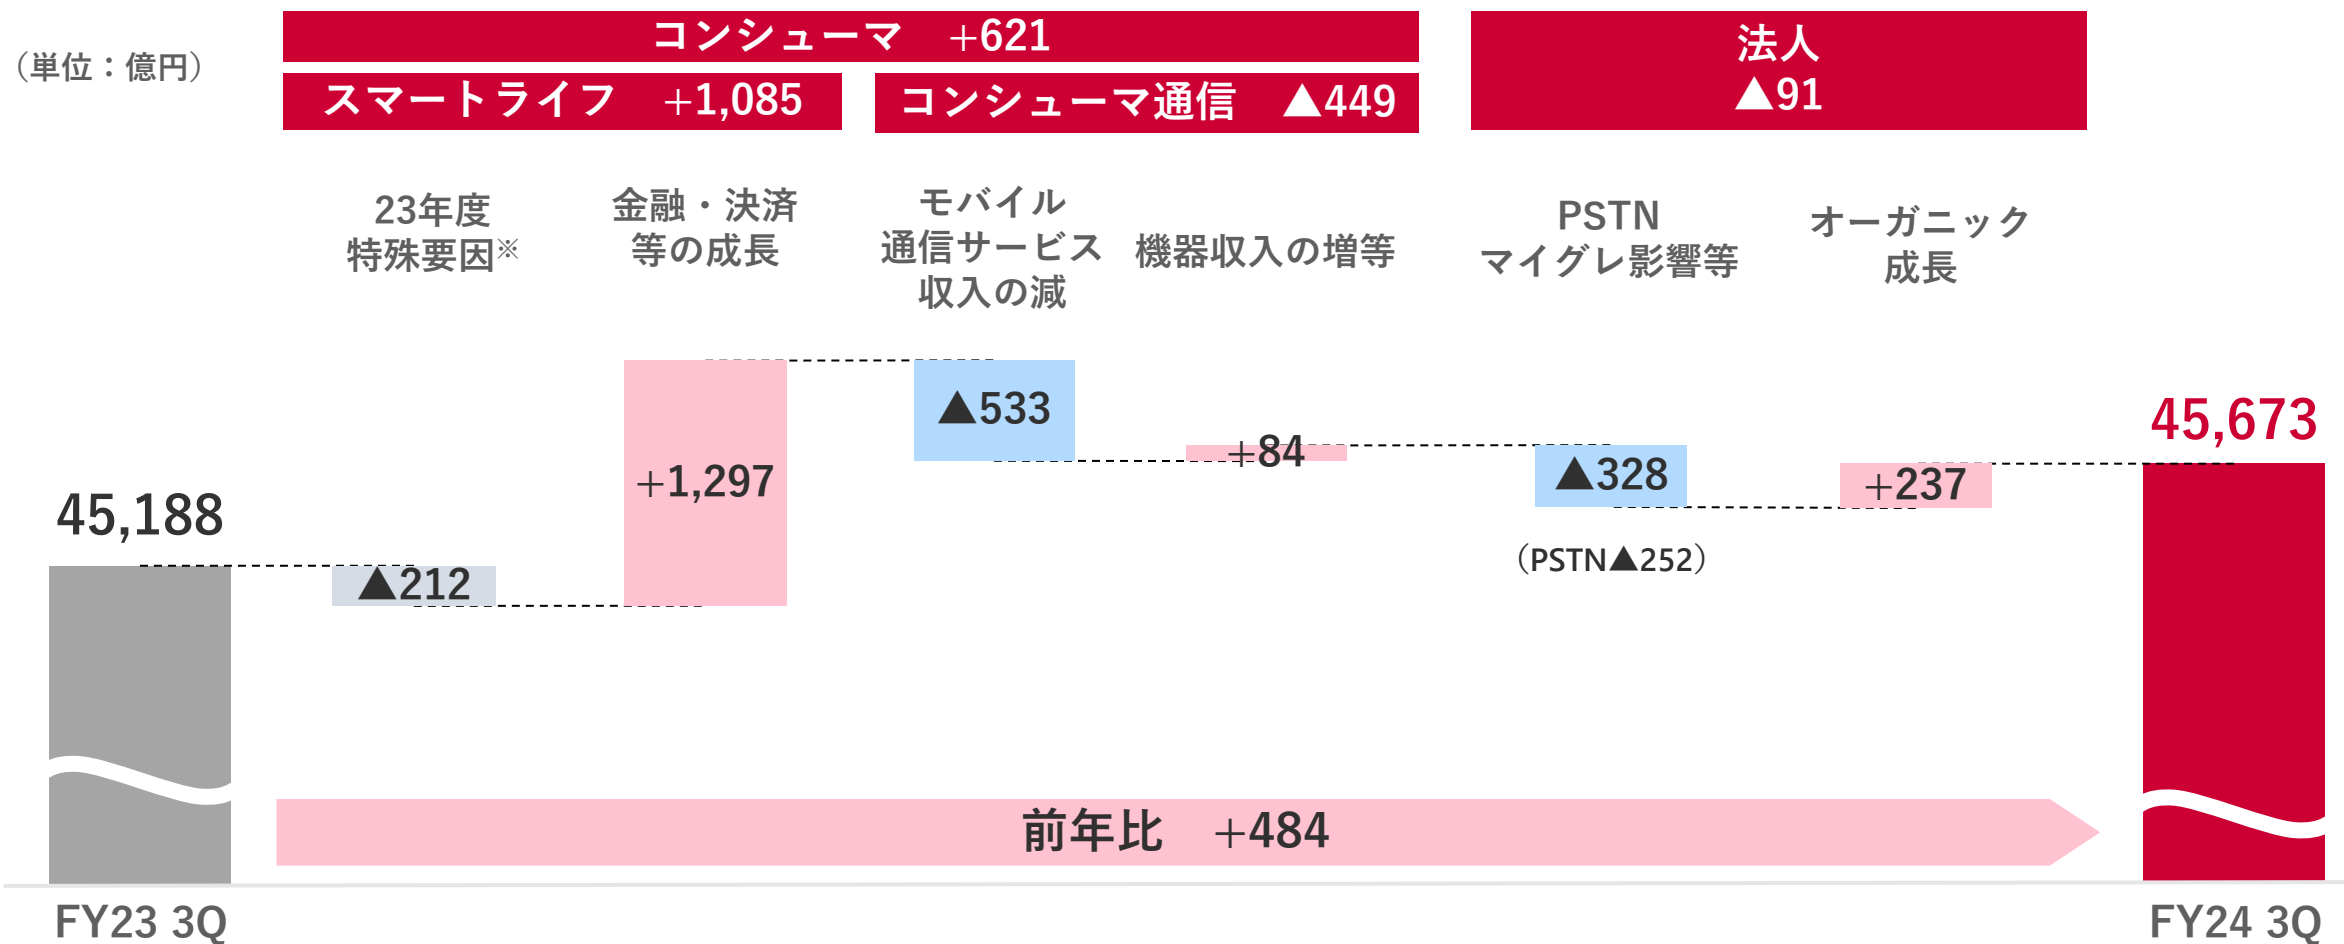 （単位：億円）
コンシューマ　+621
スマートライフ　+1,085
コンシューマ通信　▲449
法人
▲91
23年度
特殊要因※
金融・決済
等の成長
モバイル
通信サービス
収入の減
機器収入の増等
PSTN
マイグレ影響等
オーガニック
成長
45,188
▲212
+1,297
▲533
+84
▲328
（PSTN▲252）
+237
45,673
前年比　+484
FY23 3Q
FY24 3Q